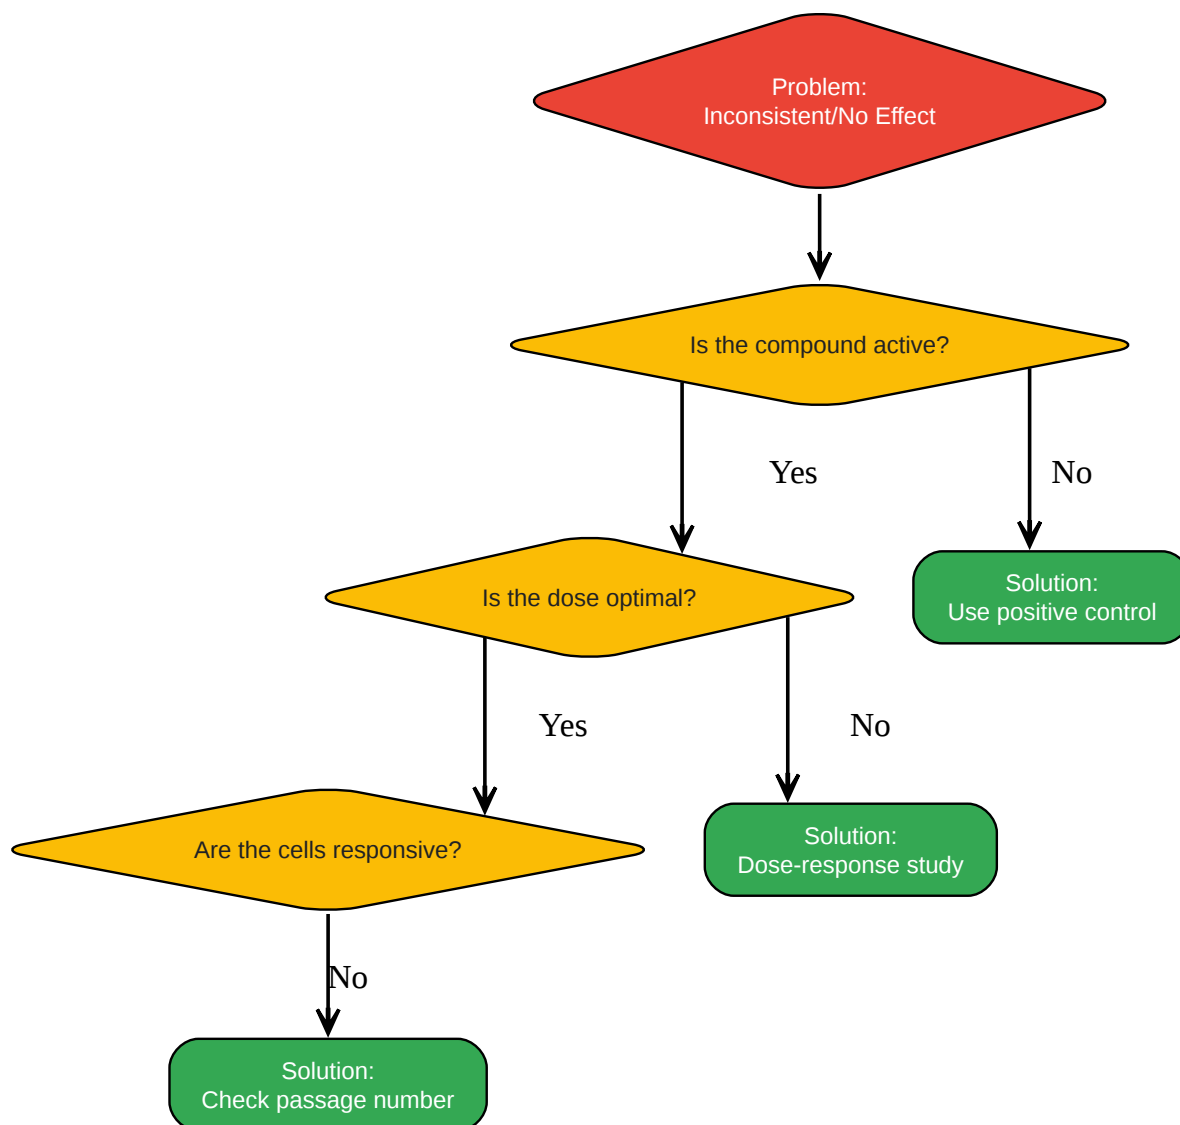 Problem:
Inconsistent/No Effect
Is the compound active?
Yes
No
Is the dose optimal?
Solution:
Use positive control
Yes
No
Are the cells responsive?
Solution:
Dose-response study
No
Solution:
Check passage number